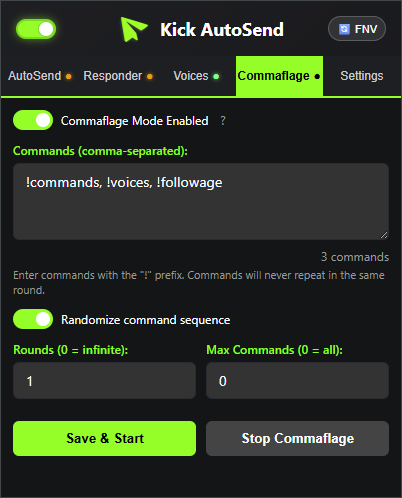 Kick AutoSend
FNV
AutoSend
Responder
Voices
Commaflage
Settings
Commaflage Mode Enabled ?
Commands (comma-separated):
!commands, !voices, !followage
3 commands
Enter commands with the "!" prefix. Commands will never repeat in the same
round.
Randomize command sequence
Rounds (0 = infinite):
Max Commands (0 = all):
1
0
Save & Start
Stop Commaflage